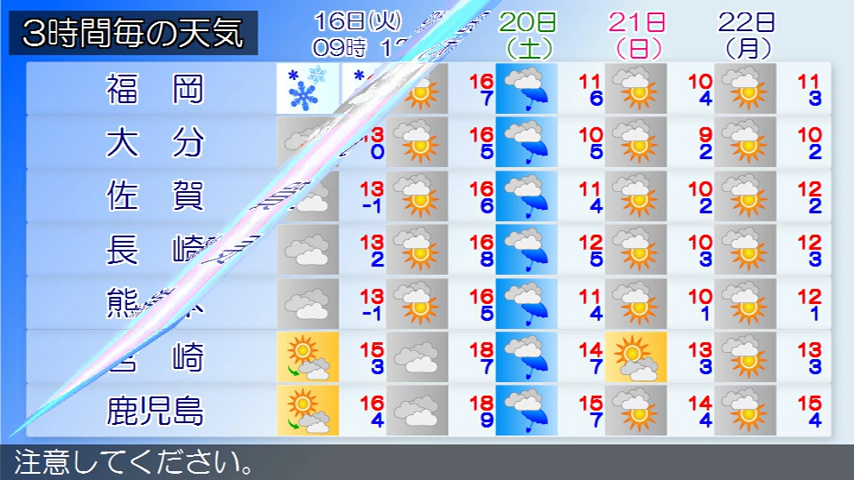 3時間毎の天気
16日(火) 20日 21日 22日
09時 12 (土) (日) (月)
福岡 16 7 11 6 10 4 11 3
大分 13 0 16 5 10 5 9 2 10 2
佐賀 13 -1 16 6 11 4 10 2 12 2
長崎 13 2 16 8 12 5 10 3 12 3
熊 13 -1 16 5 11 4 10 1 12 1
崎 15 3 18 7 14 7 13 3 13 3
鹿児島 16 4 18 9 15 7 14 4 15 4
注意してください。